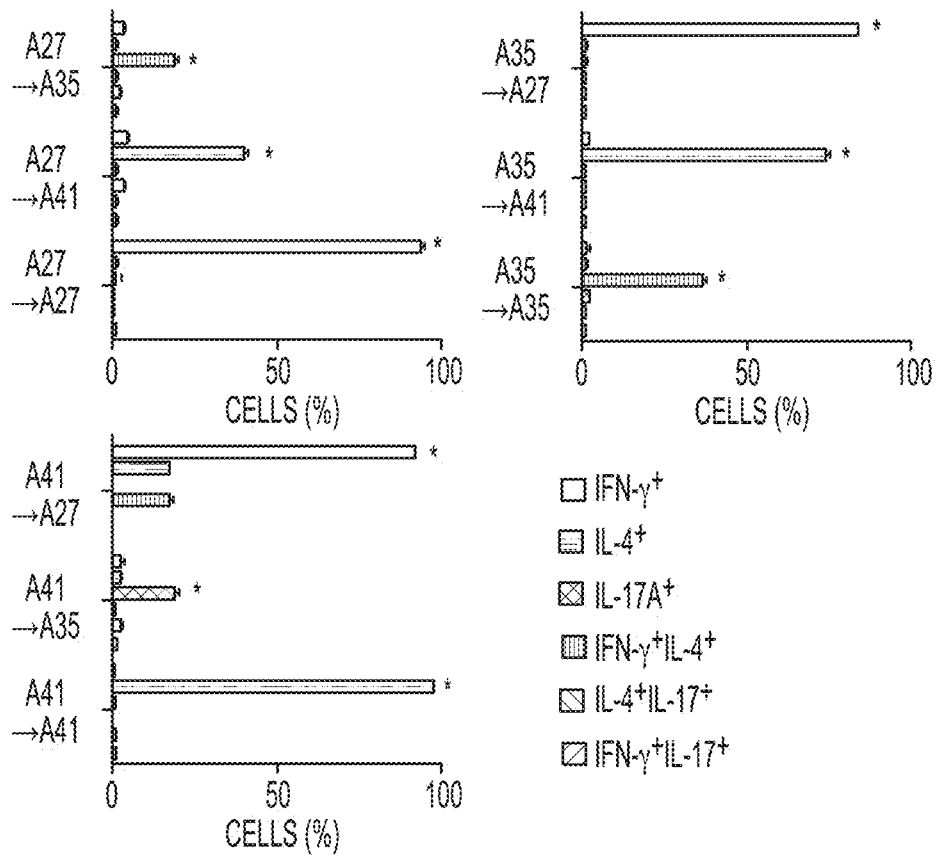 A27
→A35
*
A27
→A41
*
A27
→A27
*
0 50 100
CELLS (%)
A35
→A27
*
A35
→A41
*
A35
→A35
*
0 50 100
CELLS (%)
A41
→A27
*
A41
→A35
*
A41
→A41
*
0 50 100
CELLS (%)
IFN-γ⁺
IL-4⁺
IL-17A⁺
IFN-γ⁺IL-4⁺
IL-4⁺IL-17⁺
IFN-γ⁺IL-17⁺